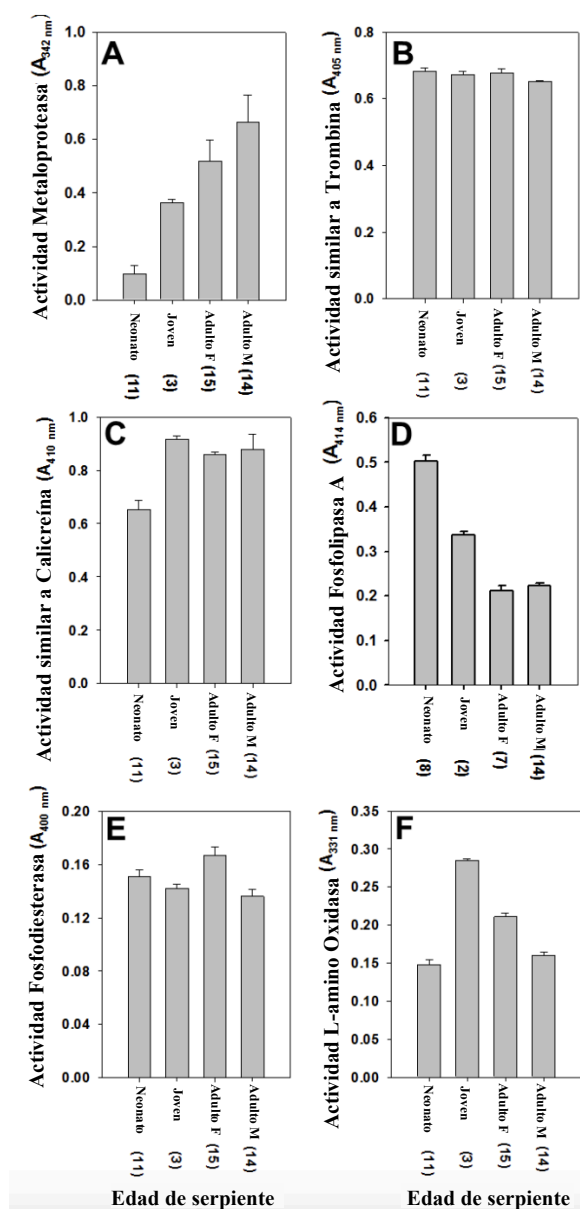 A
Actividad Metaloproteasa (A342 nm)
1.0
0.8
0.6
0.4
0.2
0.0
Neonato (11)
Joven (3)
Adulto F (15)
Adulto M (14)
B
Actividad similar a Trombina (A405 nm)
0.8
0.6
0.4
0.2
0.0
Neonato (11)
Joven (3)
Adulto F (15)
Adulto M (14)
C
Actividad similar a Calicreína (A410 nm)
1.0
0.8
0.6
0.4
0.2
0.0
Neonato (11)
Joven (3)
Adulto F (15)
Adulto M (14)
D
Actividad Fosfolipasa A (A414 nm)
0.6
0.5
0.4
0.3
0.2
0.1
0.0
Neonato (8)
Joven (2)
Adulto F (7)
Adulto M (14)
E
Actividad Fosfodiesterasa (A400 nm)
0.20
0.16
0.12
0.08
0.04
0.00
Neonato (11)
Joven (3)
Adulto F (15)
Adulto M (14)
Edad de serpiente
F
Actividad L-amino Oxidasa (A331 nm)
0.35
0.30
0.25
0.20
0.15
0.10
0.05
0.00
Neonato (11)
Joven (3)
Adulto F (15)
Adulto M (14)
Edad de serpiente